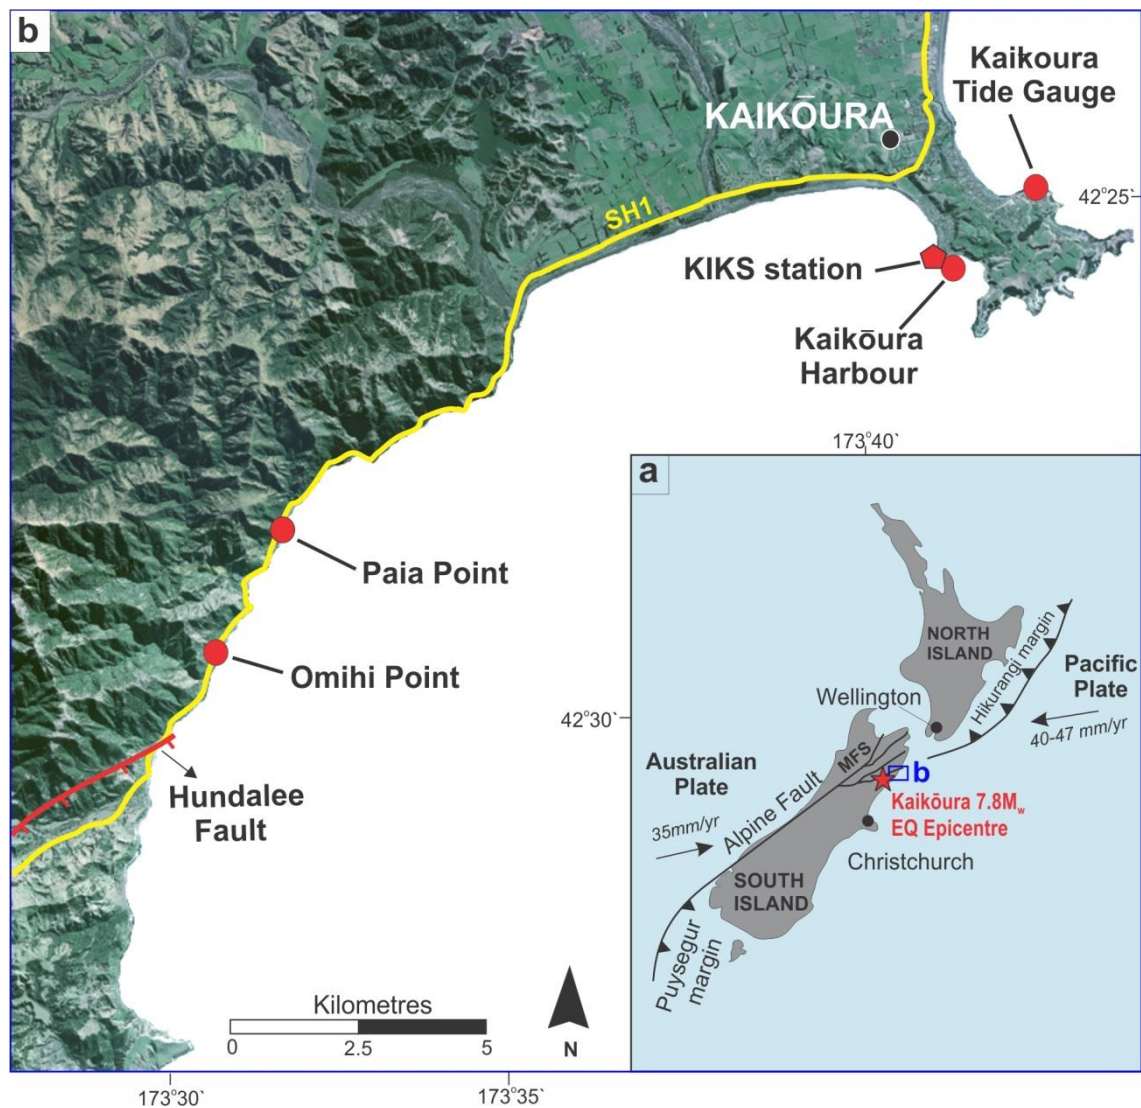 b
KAIKŌURA
Kaikoura
Tide Gauge
42°25`
SH1
KIKS station
Kaikōura
Harbour
173°40`
Paia Point
Omihi Point
42°30`
Hundalee
Fault
Kilometres
0 2.5 5
N
173°30`
173°35`
a
NORTH
ISLAND
Hikurangi margin
Pacific
Plate
40-47 mm/yr
Wellington
MFS
b
Australian
Plate
Alpine Fault
35mm/yr
Kaikōura 7.8Mw
EQ Epicentre
Christchurch
SOUTH
ISLAND
Puysegur
margin